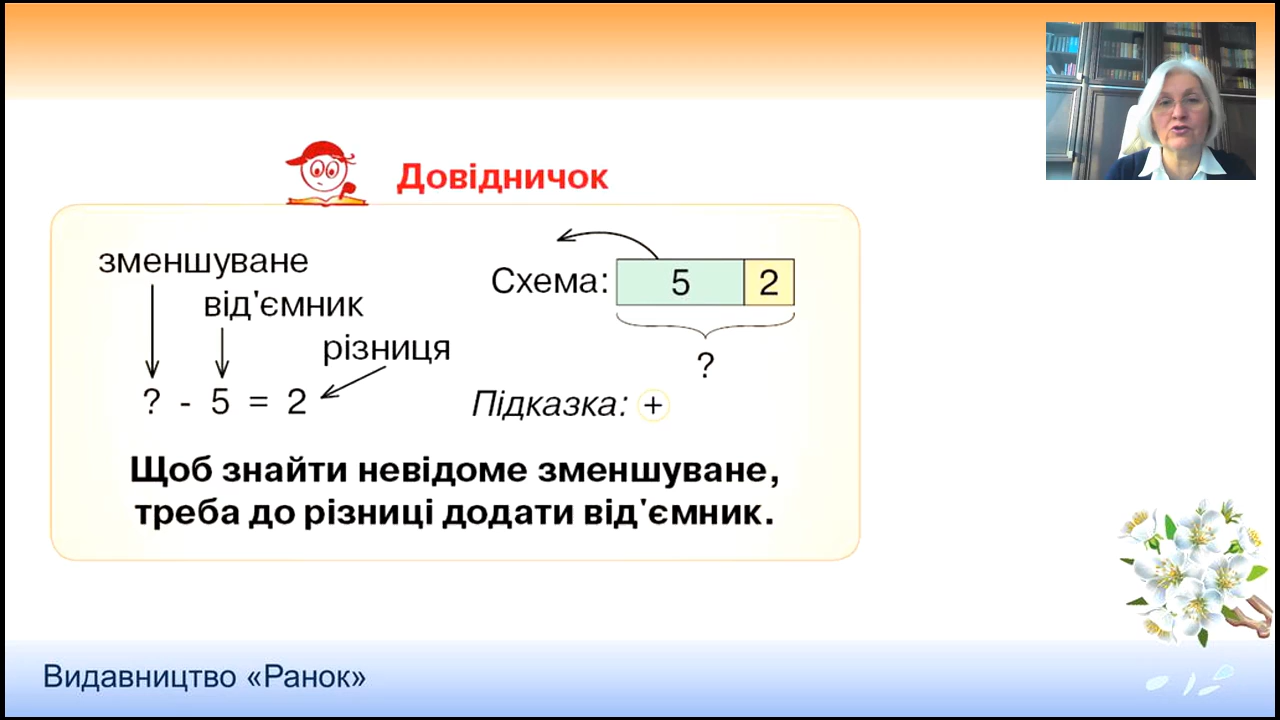 Довідничок
зменшуване
від'ємник
різниця
? - 5 = 2
Схема: 5 2
?
Підказка: +
Щоб знайти невідоме зменшуване,
треба до різниці додати від'ємник.
Видавництво «Ранок»